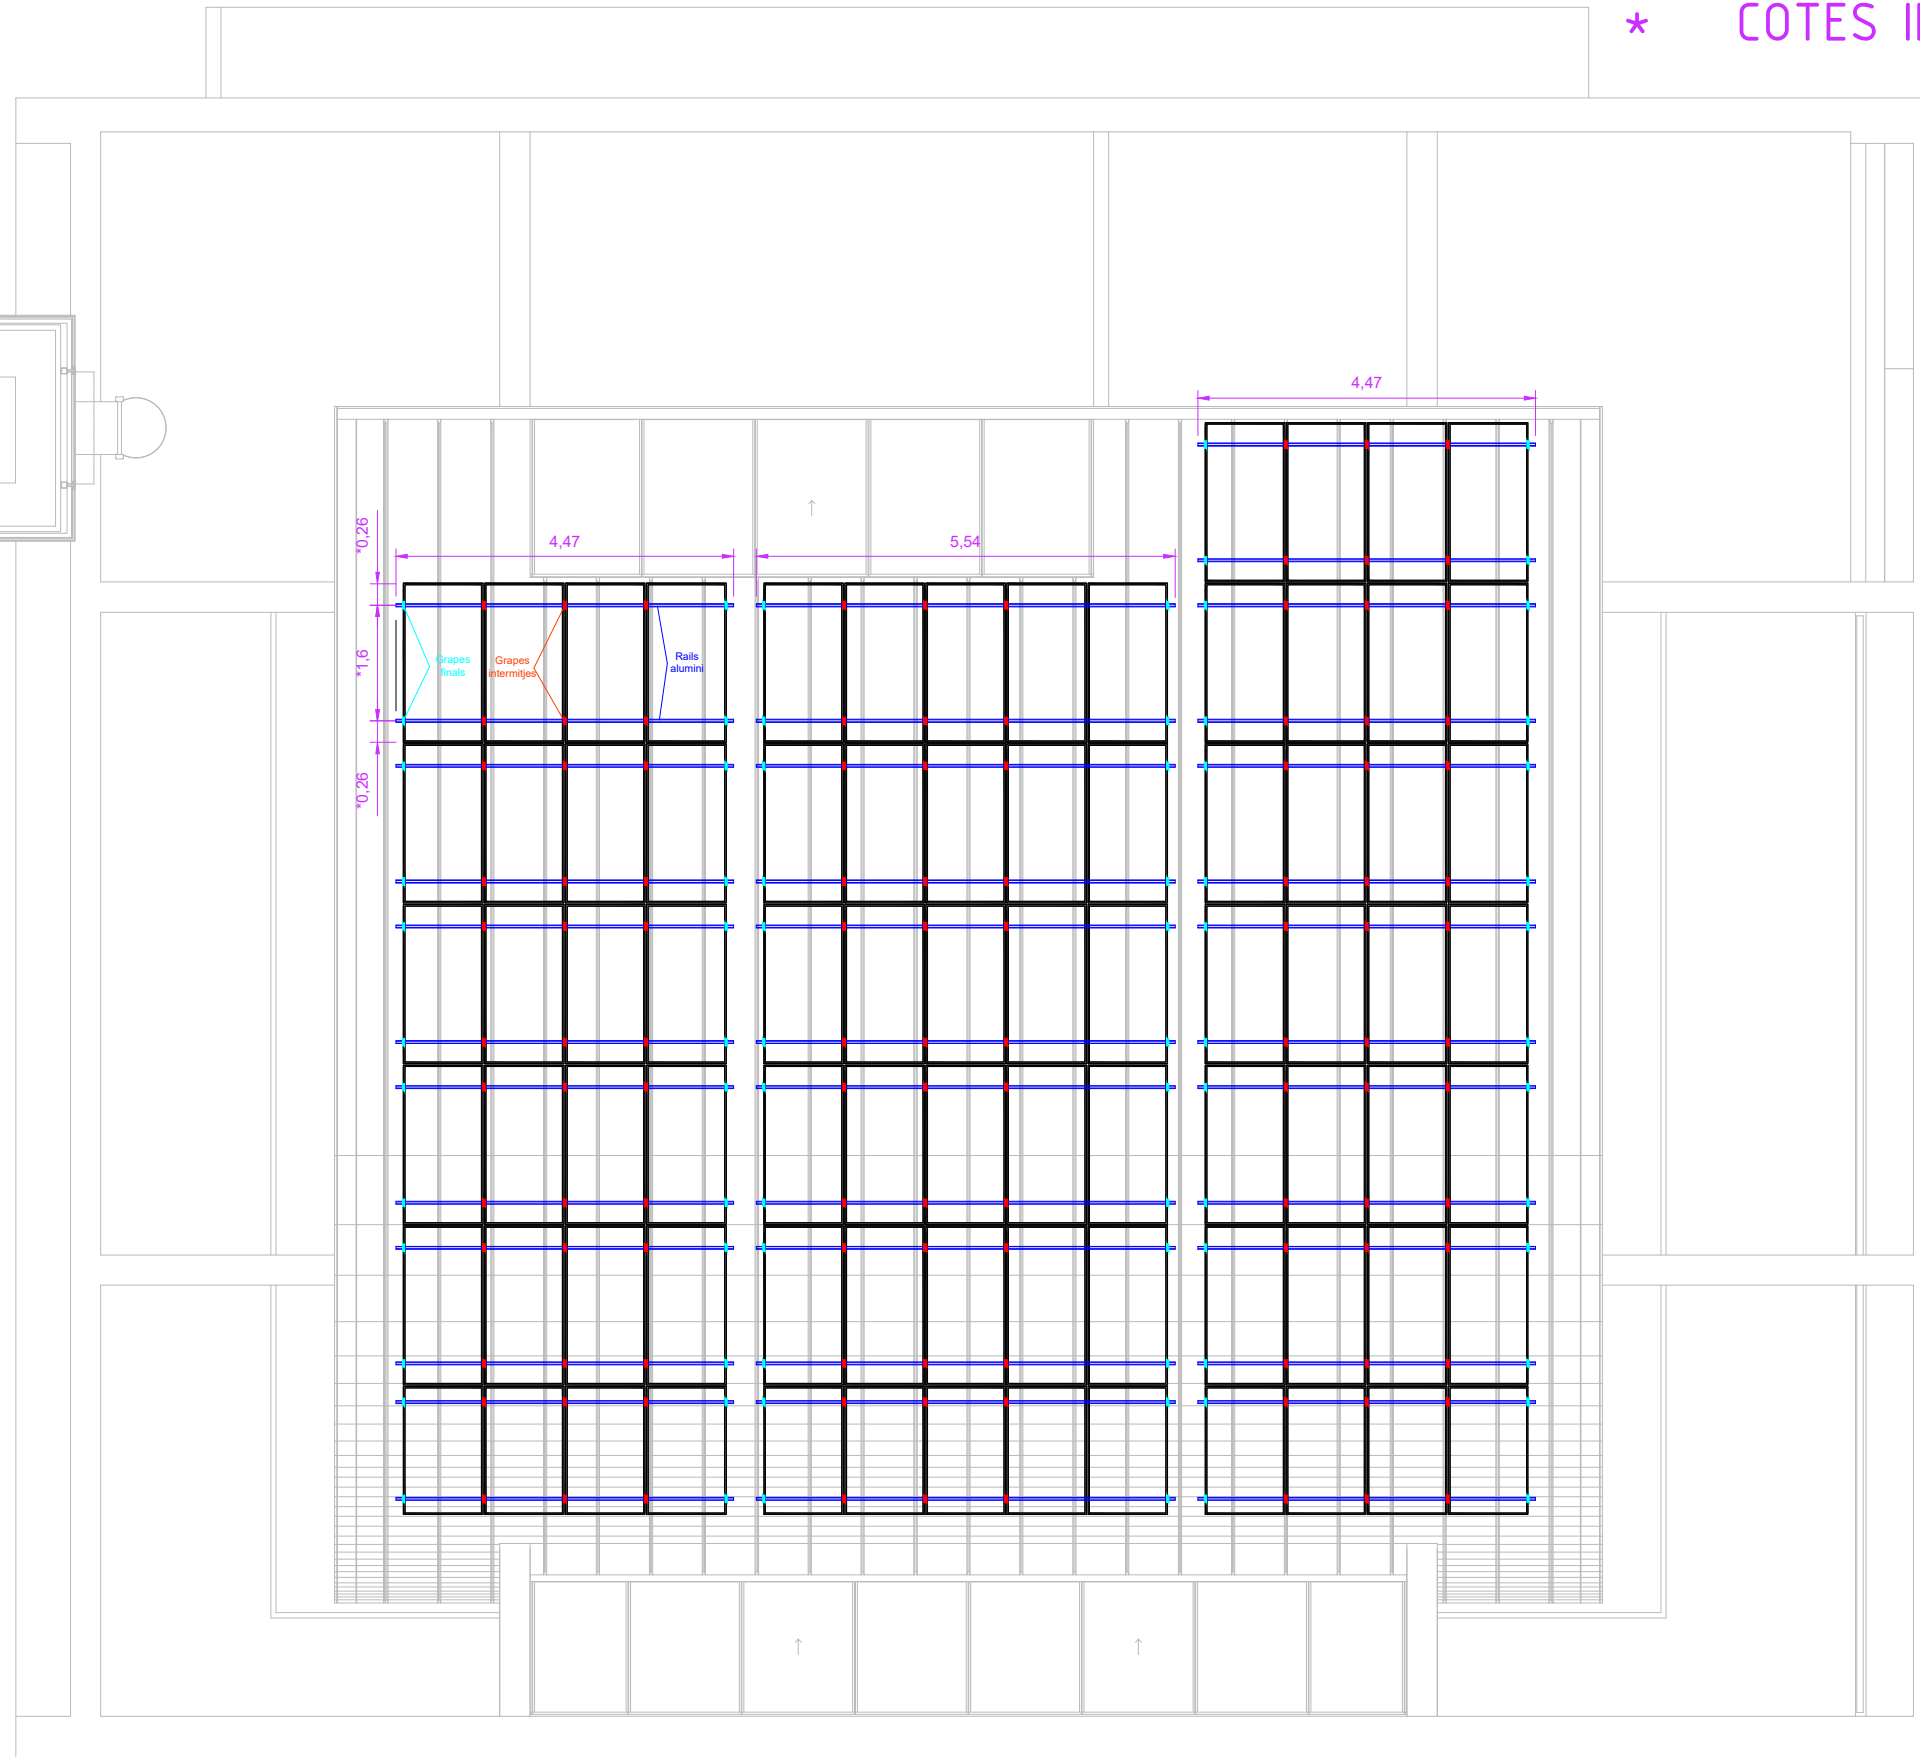 * COTES
4,47
*0,26
4,47
5,54
*1,6
Grapes
finals
Grapes
intermitjes
Rails
alumini
*0,26